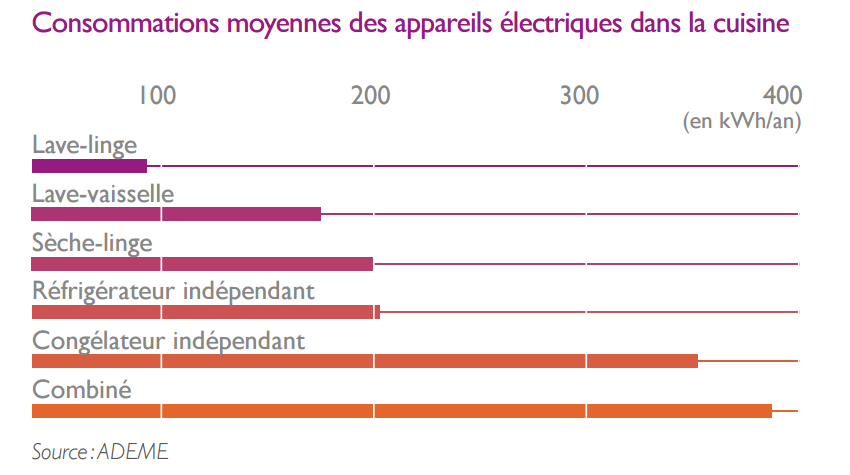 Consommations moyennes des appareils électriques dans la cuisine
100 200 300 400
(en kWh/an)
Lave-linge
Lave-vaisselle
Sèche-linge
Réfrigérateur indépendant
Congélateur indépendant
Combiné
Source : ADEME